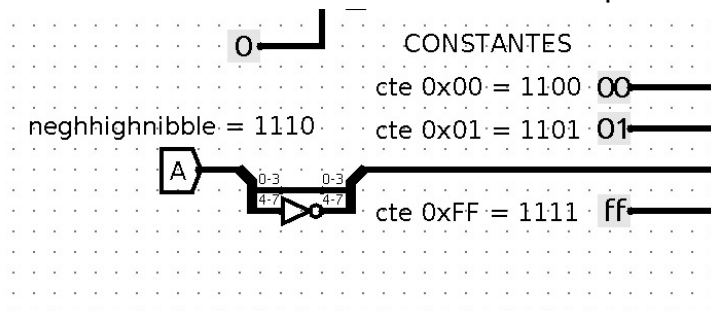 0
CONSTANTES
cte 0x00 = 1100 00
neghhighnibble = 1110
cte 0x01 = 1101 01
A
0-3 0-3
4-7 4-7
cte 0xFF = 1111 ff